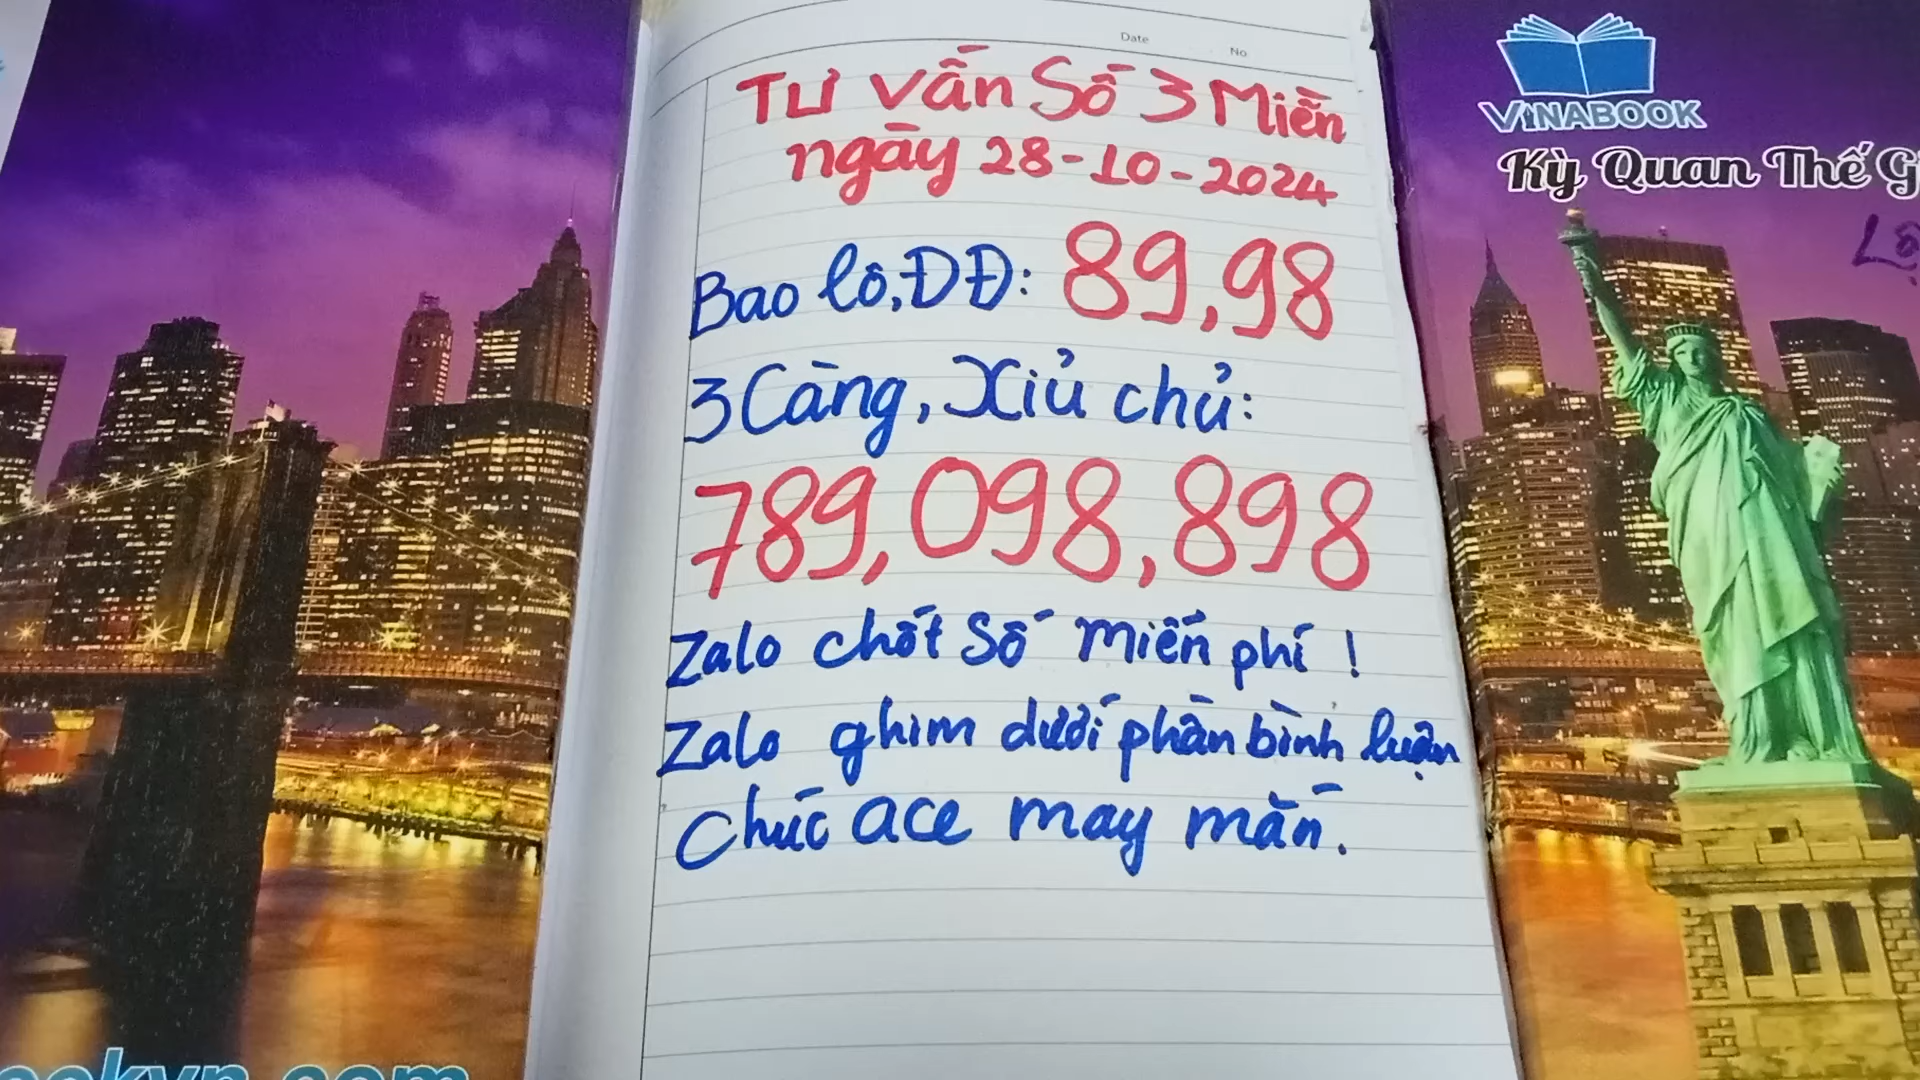 Date No
Tư vấn Số 3 Miền
ngày 28-10-2024
Bao lô, ĐĐ: 89, 98
3 Càng, Xiủ chủ:
789, 098, 898
Zalo chốt Số miến phí !
Zalo ghim dưới phần bình luận
Chúc ace may mắn.
VINABOOK
Kỳ Quan Thế G